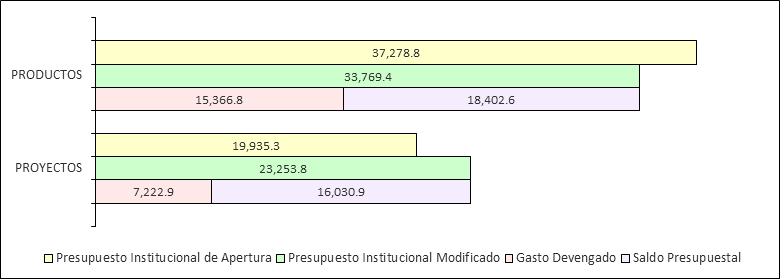 37,278.8
PRODUCTOS
33,769.4
15,366.8 18,402.6
19,935.3
PROYECTOS
23,253.8
7,222.9 16,030.9
Presupuesto Institucional de Apertura Presupuesto Institucional Modificado Gasto Devengado Saldo Presupuestal